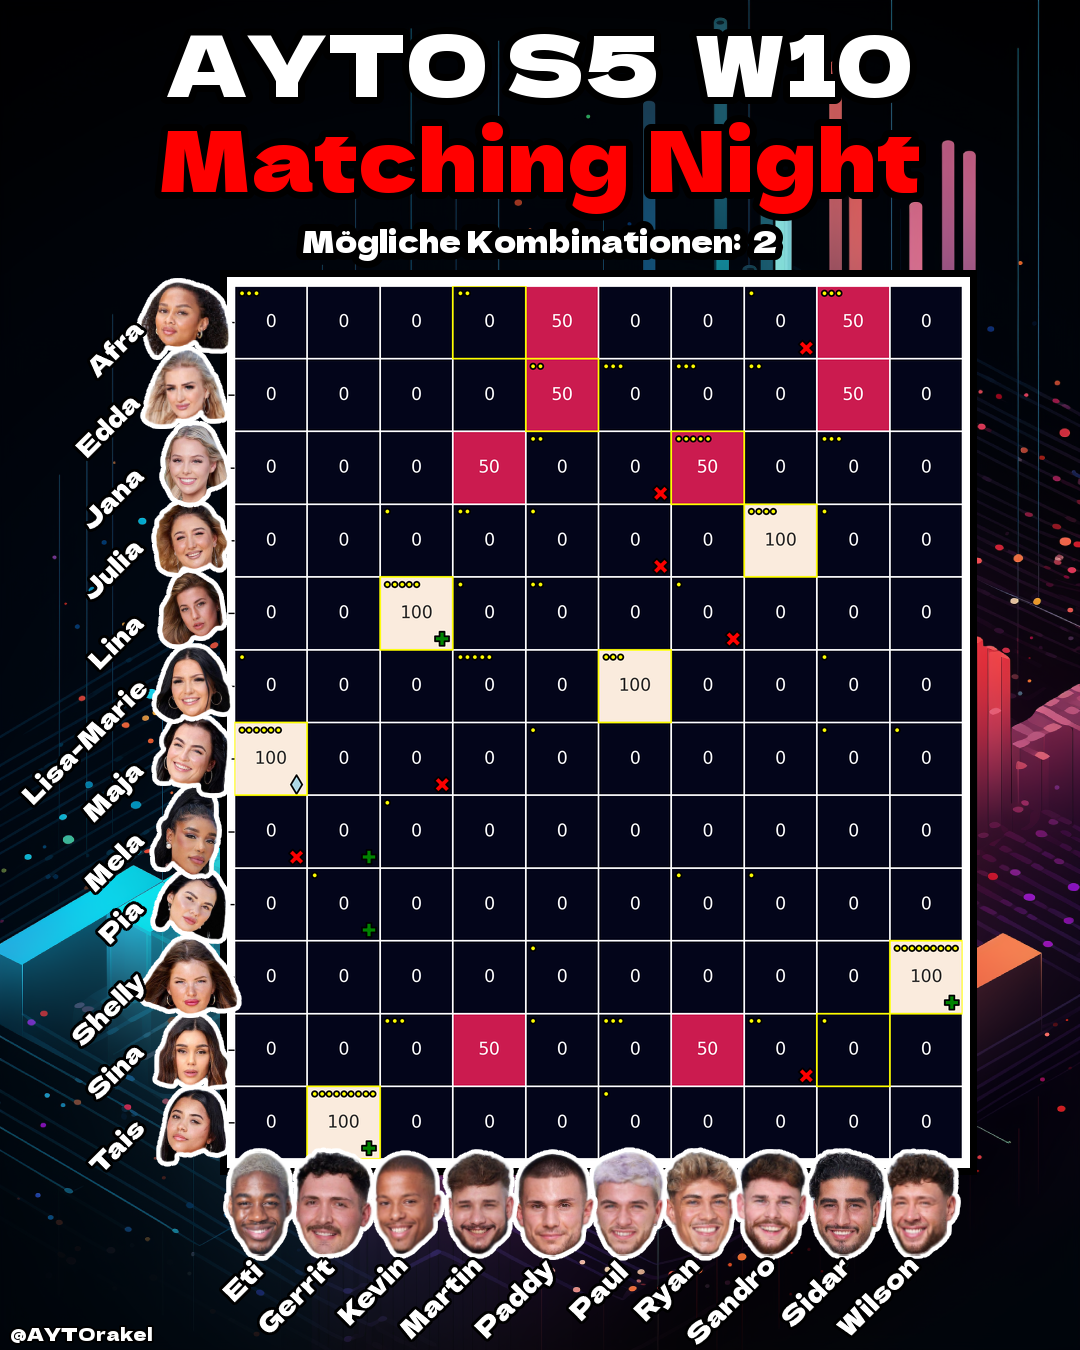 AYTO S5 W10
Matching Night
Mögliche Kombinationen: 2
Afra 0 0 0 0 50 0 0 0 50 0
Edda 0 0 0 0 50 0 0 0 50 0
Jana 0 0 0 50 0 0 50 0 0 0
Julia 0 0 0 0 0 0 0 100 0 0
Lina 0 0 100 0 0 0 0 0 0 0
Lisa-Marie 0 0 0 0 0 100 0 0 0 0
Maja 100 0 0 0 0 0 0 0 0 0
Mela 0 0 0 0 0 0 0 0 0 0
Pia 0 0 0 0 0 0 0 0 0 0
Shelly 0 0 0 0 0 0 0 0 0 100
Sina 0 0 0 50 0 0 50 0 0 0
Tais 0 100 0 0 0 0 0 0 0 0
Eti Gerrit Kevin Martin Paddy Paul Ryan Sandro Sidar Wilson
@AYTOrakel